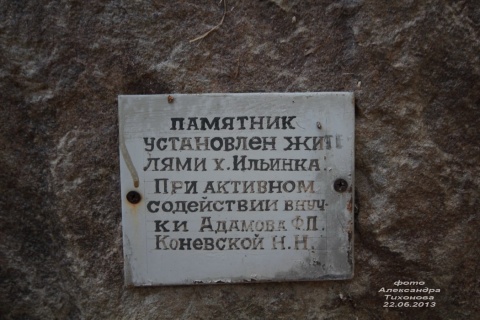 ПАМЯТНИК
УСТАНОВЛЕН ЖИТЕ
ЛЯМИ х. Ильинка.
При активном
содействии внуч
ки Адамова Ф.П.
Коневской Н.Н.
фото
Александра
Тихонова
22.06.2013